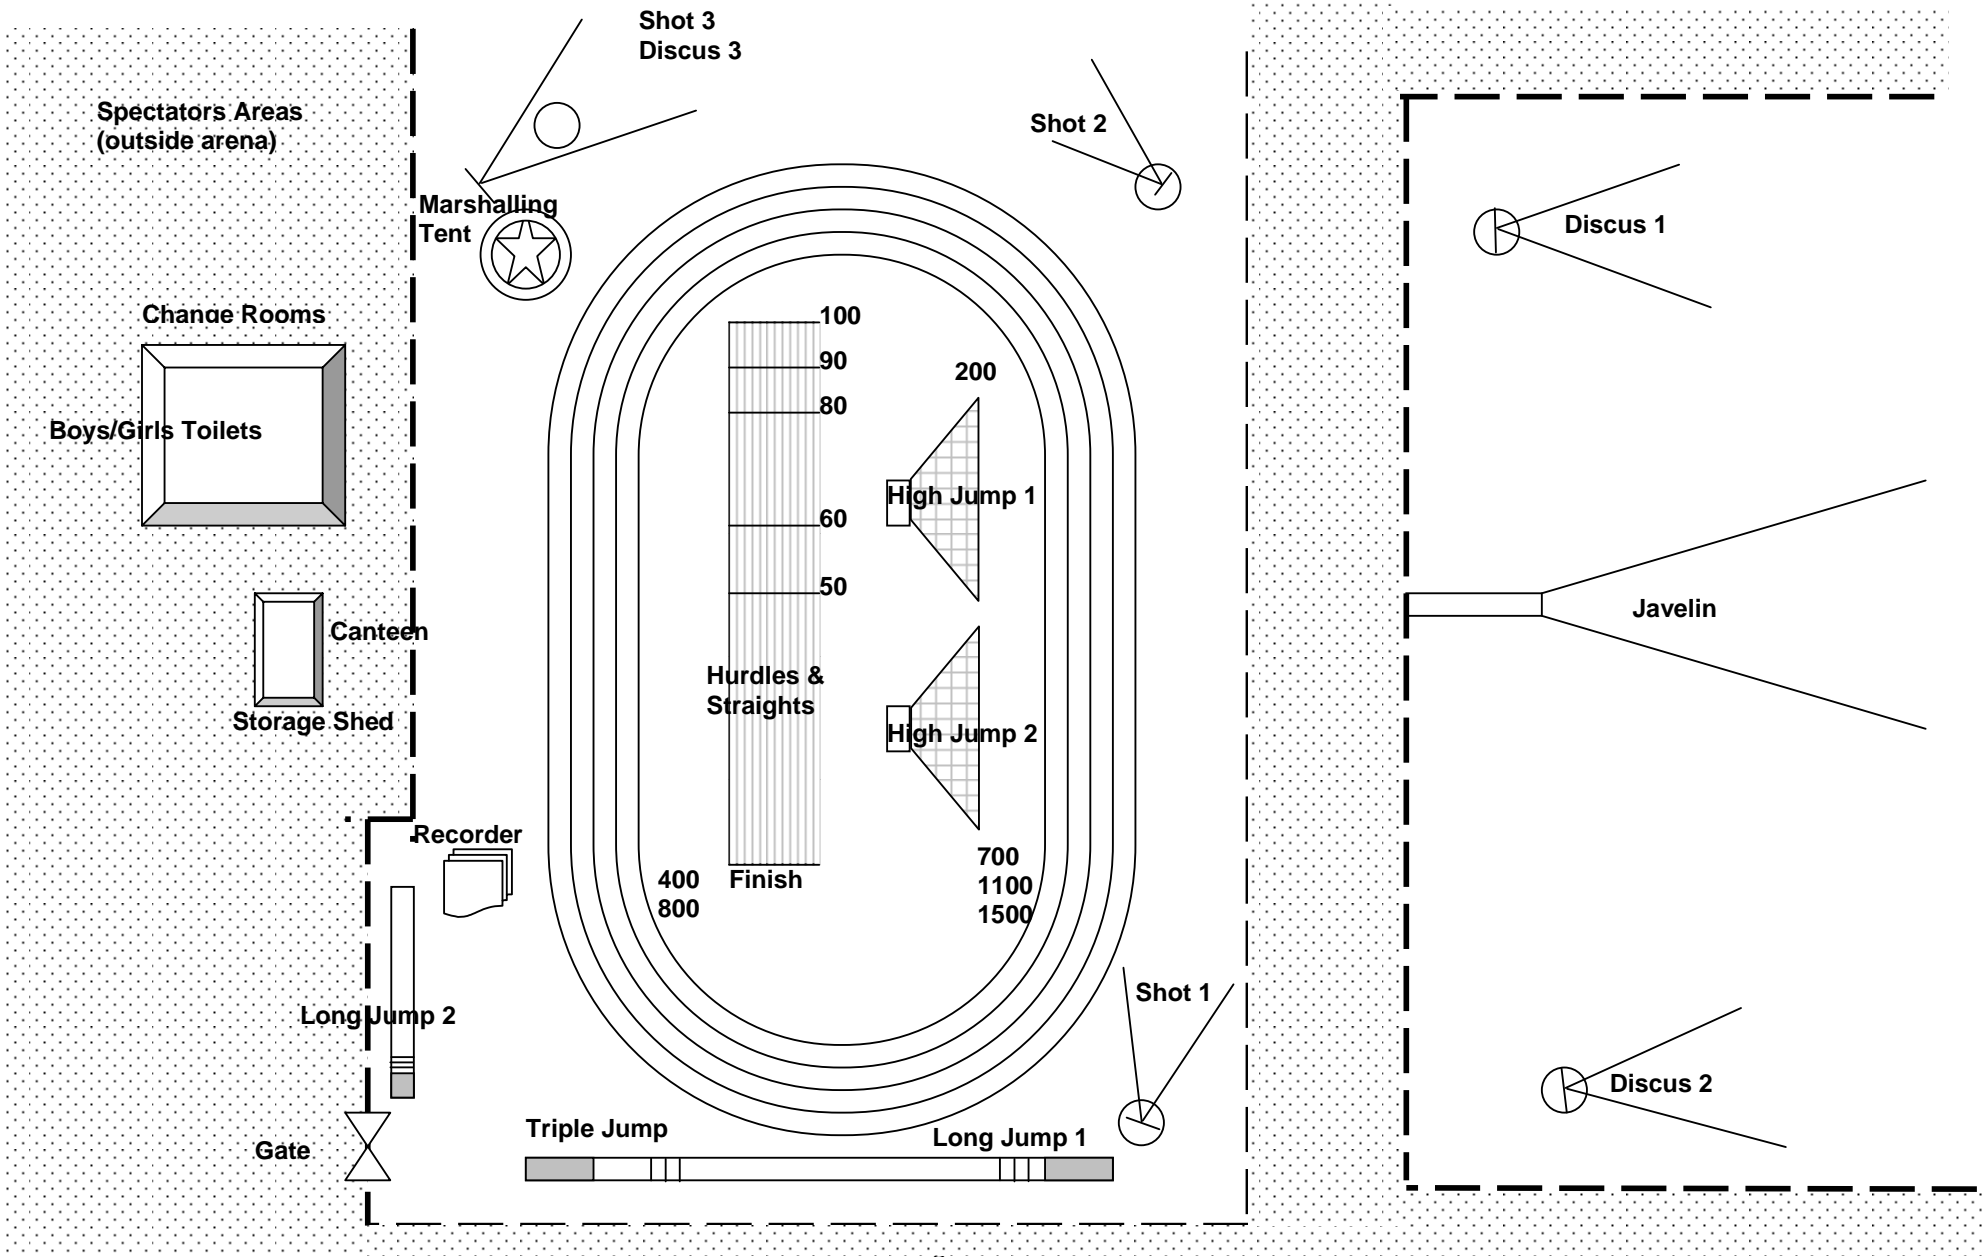 Shot 3
Discus 3
Spectators Areas
(outside arena)
Shot 2
Marshalling
Tent
Discus 1
Change Rooms
100
90
200
80
Boys/Girls Toilets
High Jump 1
60
50
Javelin
Canteen
Hurdles &
Straights
Storage Shed
High Jump 2
Recorder
700
1100
1500
400
800
Finish
Shot 1
Long Jump 2
Discus 2
Triple Jump
Long Jump 1
Gate